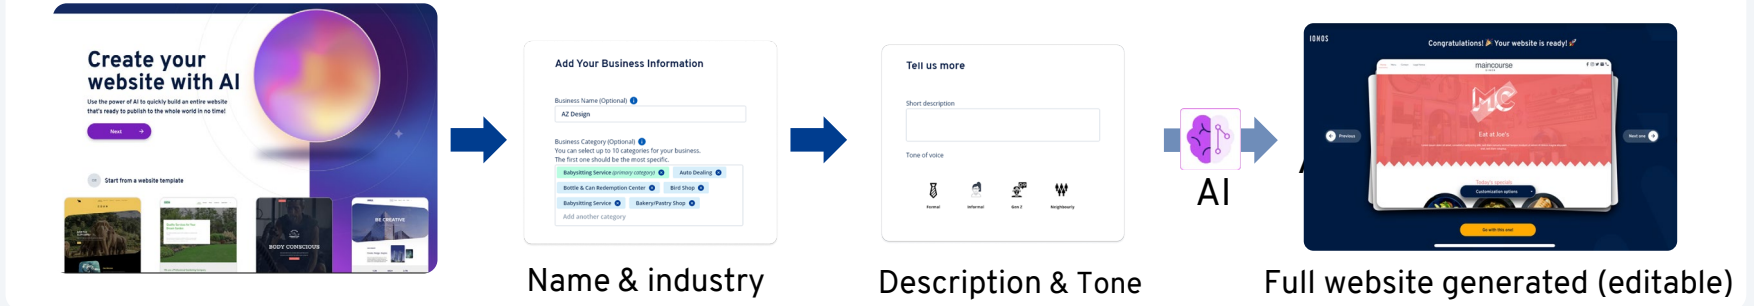 Create your
website with AI
Use the power of AI to quickly build an entire website
that's ready to publish to the whole world in no time!
Next
OR
Start from a website template
BODY CONSCIOUS
BE CREATIVE
Add Your Business Information
Business Name (Optional)
AZ Design
Business Category (Optional)
You can select up to 10 categories for your business.
The first one should be the most specific.
Babysitting Service (primary category)
Auto Dealing
Bottle & Can Redemption Center
Bird Shop
Babysitting Service
Bakery/Pastry Shop
Add another category
Name & industry
Tell us more
Short description
Tone of voice
Formal
Informal
Gen Z
Neighbourly
Description & Tone
AI
IONOS
Congratulations! 🎉 Your website is ready! 🚀
maincourse
MC
Eat at Joe's
Previous
Next one
Today's specials
Customization options
Go with this one!
Full website generated (editable)